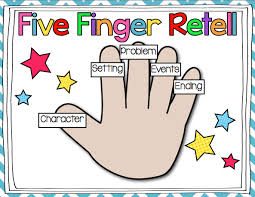 Five Finger Retell
Problem
Setting
Events
Ending
Character